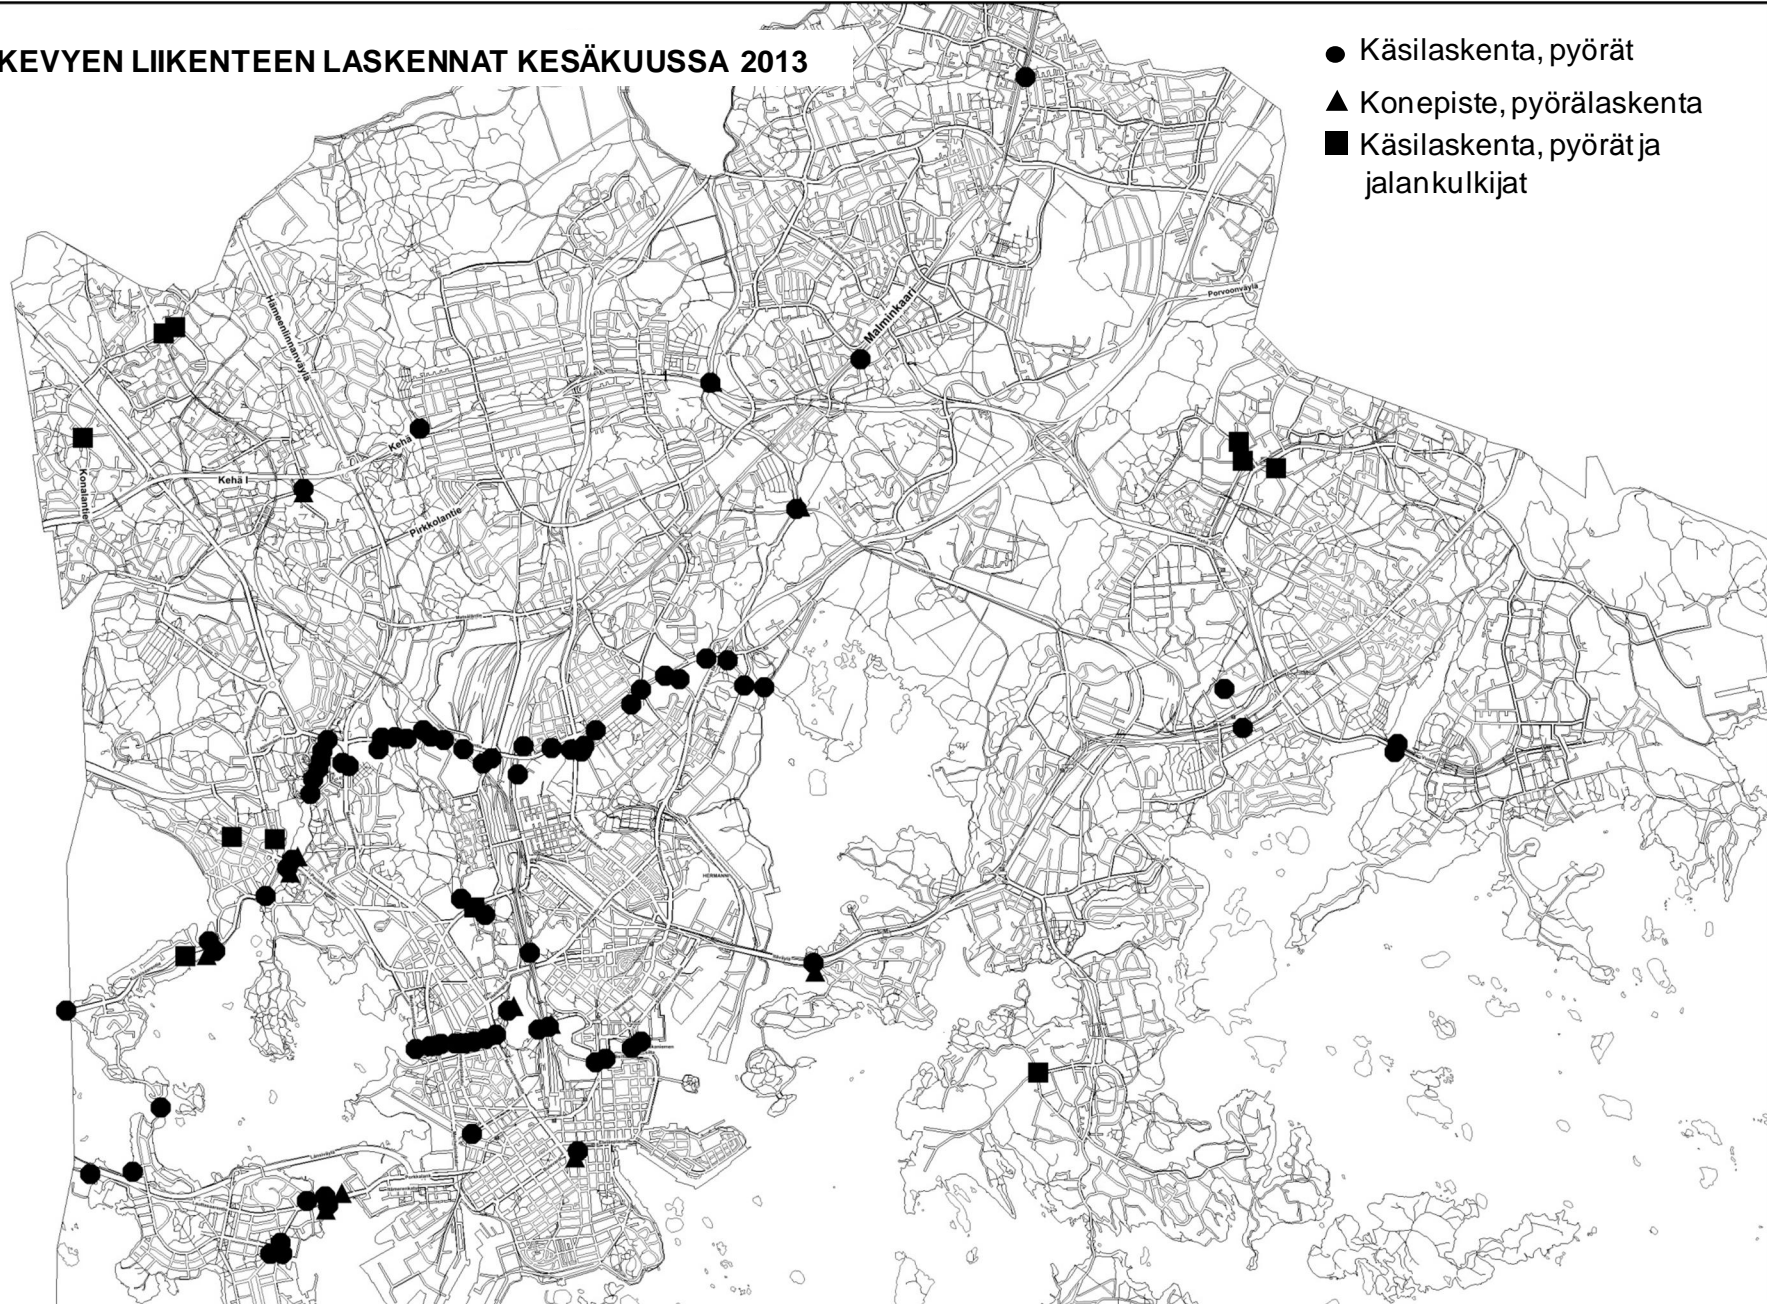 KEVYEN LIIKENTEEN LASKENNAT KESÄKUUSSA 2013
Käsilaskenta, pyörät
Konepiste, pyörälaskenta
Käsilaskenta, pyörät ja
jalankulkijat
Hämeenlinnanväylä
Malminkaari
Porvoonväylä
Kehä
Konalantie
Kehä I
Pirkkolantie
HERMANNI
Länsiväylä